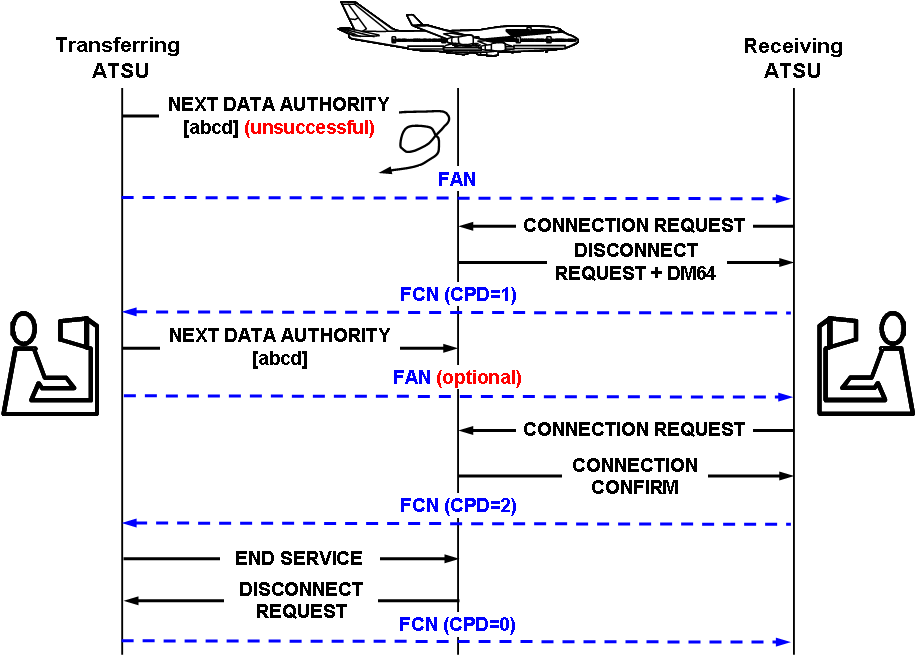 Transferring
ATSU
Receiving
ATSU
NEXT DATA AUTHORITY
[abcd] (unsuccessful)
FAN
CONNECTION REQUEST
DISCONNECT
REQUEST + DM64
FCN (CPD=1)
NEXT DATA AUTHORITY
[abcd]
FAN (optional)
CONNECTION REQUEST
CONNECTION
CONFIRM
FCN (CPD=2)
END SERVICE
DISCONNECT
REQUEST
FCN (CPD=0)